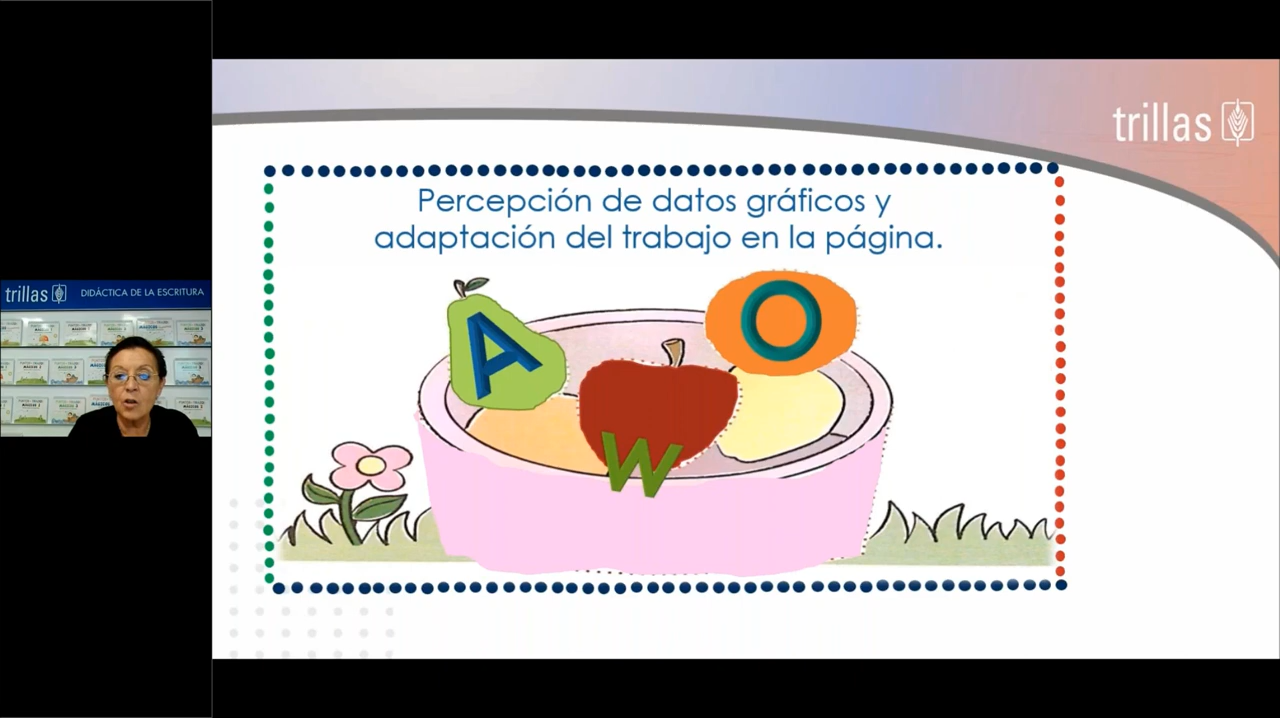 trillas
Percepción de datos gráficos y
adaptación del trabajo en la página.
A
O
W
trillas
DIDÁCTICA DE LA ESCRITURA